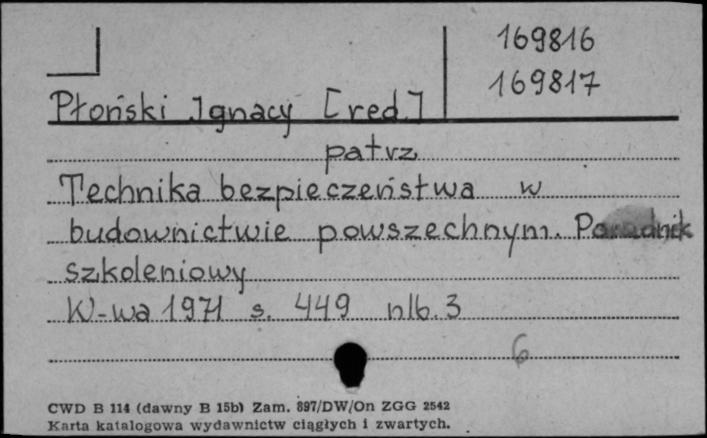 169816
169817
Płoński Ignacy [red.]
patrz
Technika bezpieczeństwa w
budownictwie powszechnym. Poradnik
szkoleniowy
W-wa 1971 s. 449 nlb. 3
6
CWD B 114 (dawny B 15b) Zam. 897/DW/On ZGG 2542
Karta katalogowa wydawnictw ciągłych i zwartych.